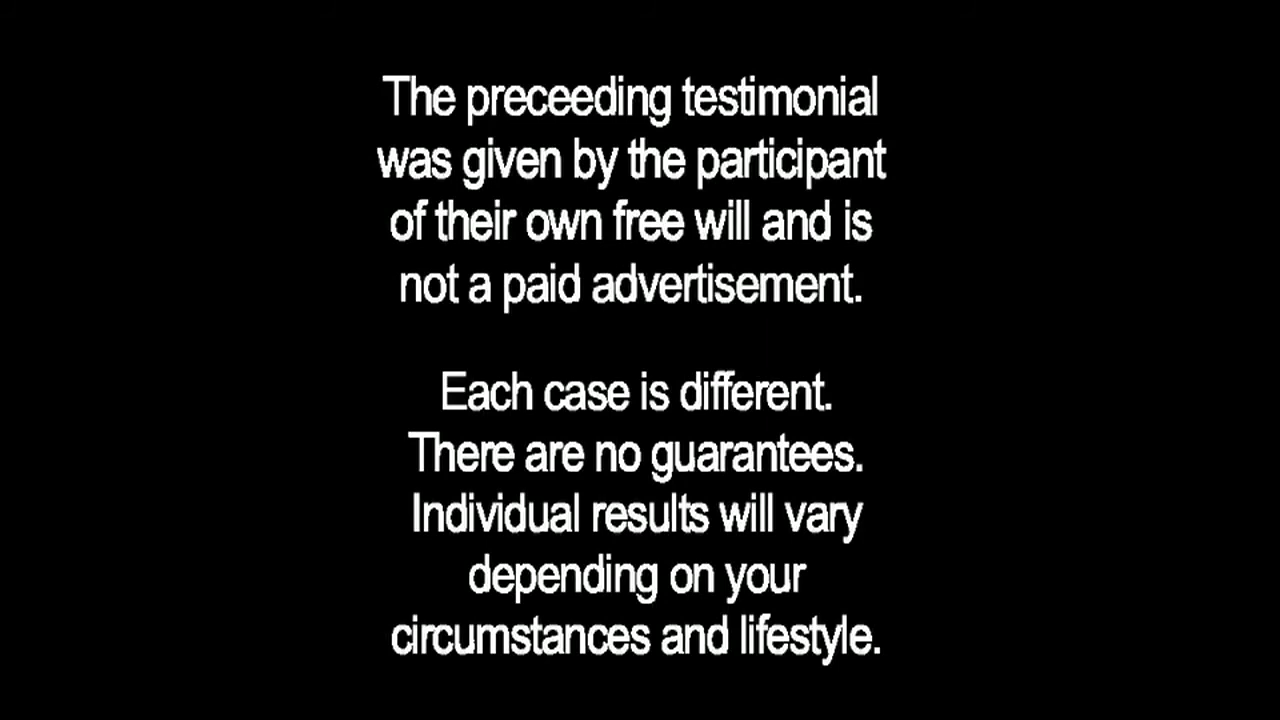 The preceeding testimonial
was given by the participant
of their own free will and is
not a paid advertisement.
Each case is different.
There are no guarantees.
Individual results will vary
depending on your
circumstances and lifestyle.